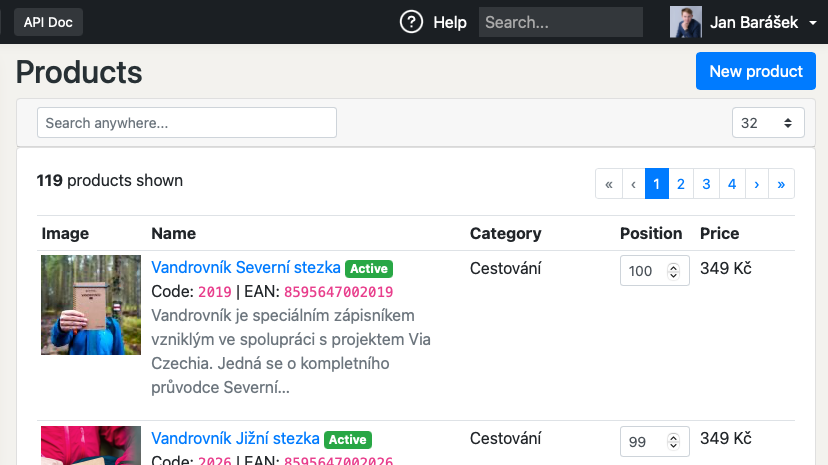 API Doc
Help
Search...
Jan Barášek
Products
New product
Search anywhere...
32
119 products shown
« ‹ 1 2 3 4 › »
Image Name Category Position Price
Vandrovník Severní stezka Active Cestování 100 349 Kč
Code: 2019 | EAN: 8595647002019
Vandrovník je speciálním zápisníkem
vzniklým ve spolupráci s projektem Via
Czechia. Jedná se o kompletního
průvodce Severní...
Vandrovník Jižní stezka Active Cestování 99 349 Kč
Code: 2026 | EAN: 8595647002026